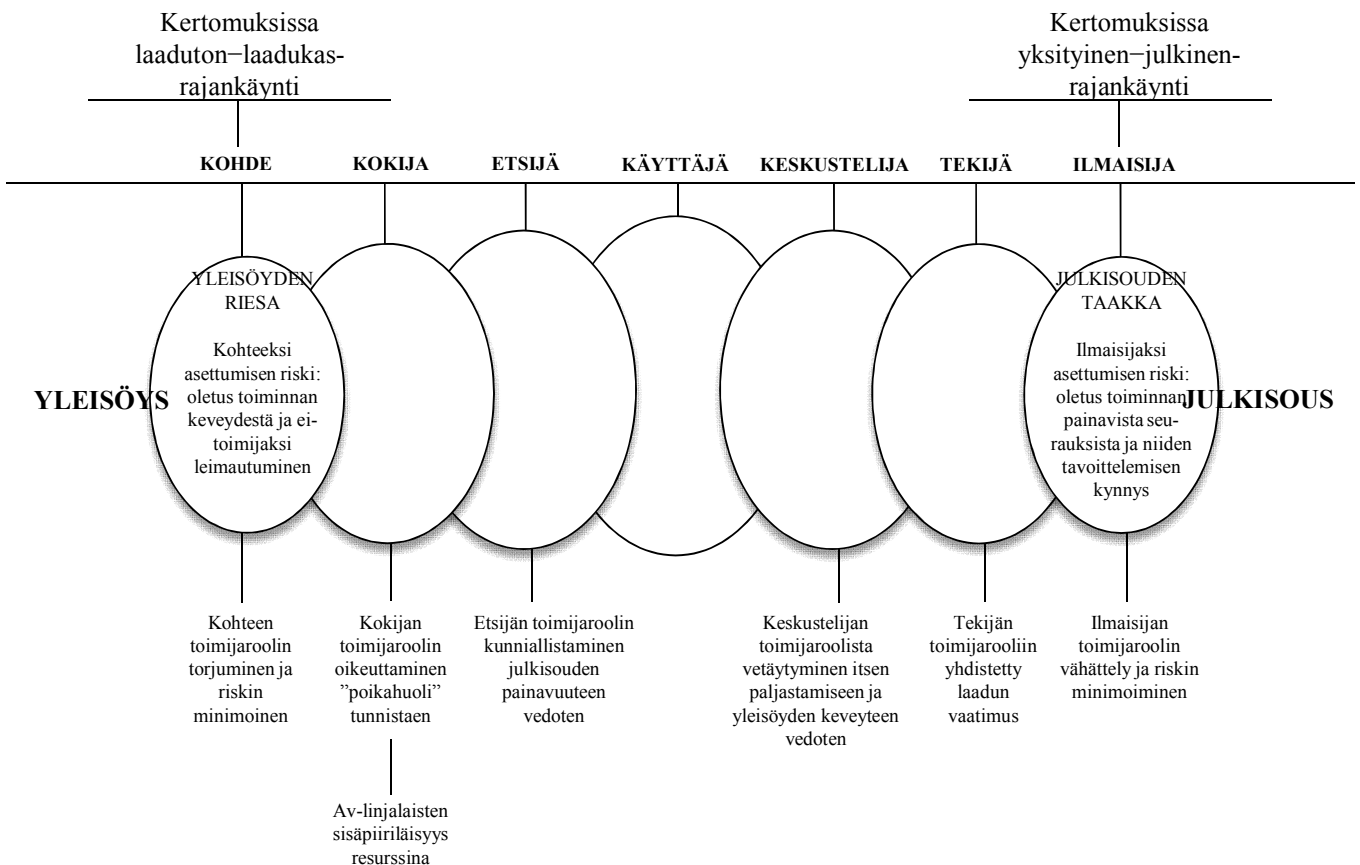 Kertomuksissa
laaduton−laadukas-
rajankäynti
Kertomuksissa
yksityinen−julkinen-
rajankäynti
KOHDE
KOKIJA
ETSIJÄ
KÄYTTÄJÄ
KESKUSTELIJA
TEKIJÄ
ILMAISIJA
YLEISÖYS
YLEISÖYDEN
RIESA
Kohteeksi
asettumisen riski:
oletus toiminnan
keveydestä ja ei-
toimijaksi
leimautuminen
JULKISOUDEN
TAAKKA
Ilmaisijaksi
asettumisen riski:
oletus toiminnan
painavista seu-
rauksista ja niiden
tavoittelemisen
kynnys
JULKISOUS
Kohteen
toimijaroolin
torjuminen ja
riskin
minimoinen
Kokijan
toimijaroolin
oikeuttaminen
”poikahuoli”
tunnistaen
Av-linjalaisten
sisäpiiriläisyys
resurssina
Etsijän toimijaroolin
kunniallistaminen
julkisouden
painavuuteen
vedoten
Keskustelijan
toimijaroolista
vetäytyminen itsen
paljastamiseen ja
yleisöyden keveyteen
vedoten
Tekijän
toimijarooliin
yhdistetty
laadun
vaatimus
Ilmaisijan
toimijaroolin
vähättely ja riskin
minimoiminen